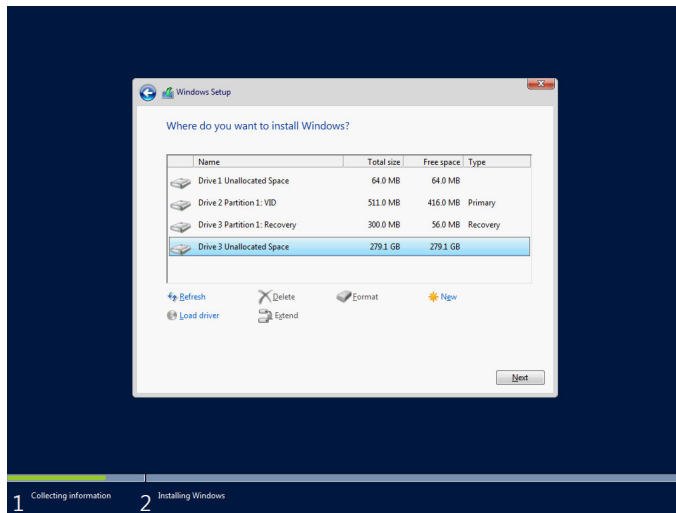 Windows Setup
Where do you want to install Windows?
Name Total size Free space Type
Drive 1 Unallocated Space 64.0 MB 64.0 MB
Drive 2 Partition 1: VID 511.0 MB 416.0 MB Primary
Drive 3 Partition 1: Recovery 300.0 MB 56.0 MB Recovery
Drive 3 Unallocated Space 279.1 GB 279.1 GB
Refresh Delete Format New
Load driver Extend
Next
1 Collecting information 2 Installing Windows